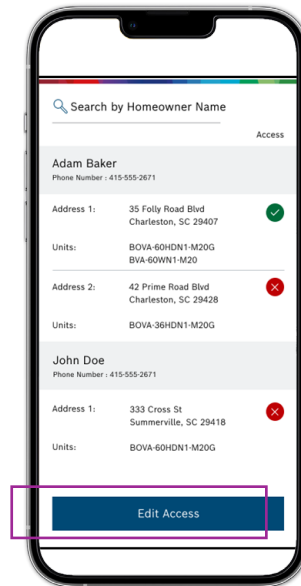 Search by Homeowner Name
Access
Adam Baker
Phone Number : 415-555-2671
Address 1: 35 Folly Road Blvd
Charleston, SC 29407
Units: BOVA-60HDN1-M20G
BVA-60WN1-M20
Address 2: 42 Prime Road Blvd
Charleston, SC 29428
Units: BOVA-36HDN1-M20G
John Doe
Phone Number : 415-555-2671
Address 1: 333 Cross St
Summerville, SC 29418
Units: BOVA-60HDN1-M20G
Edit Access